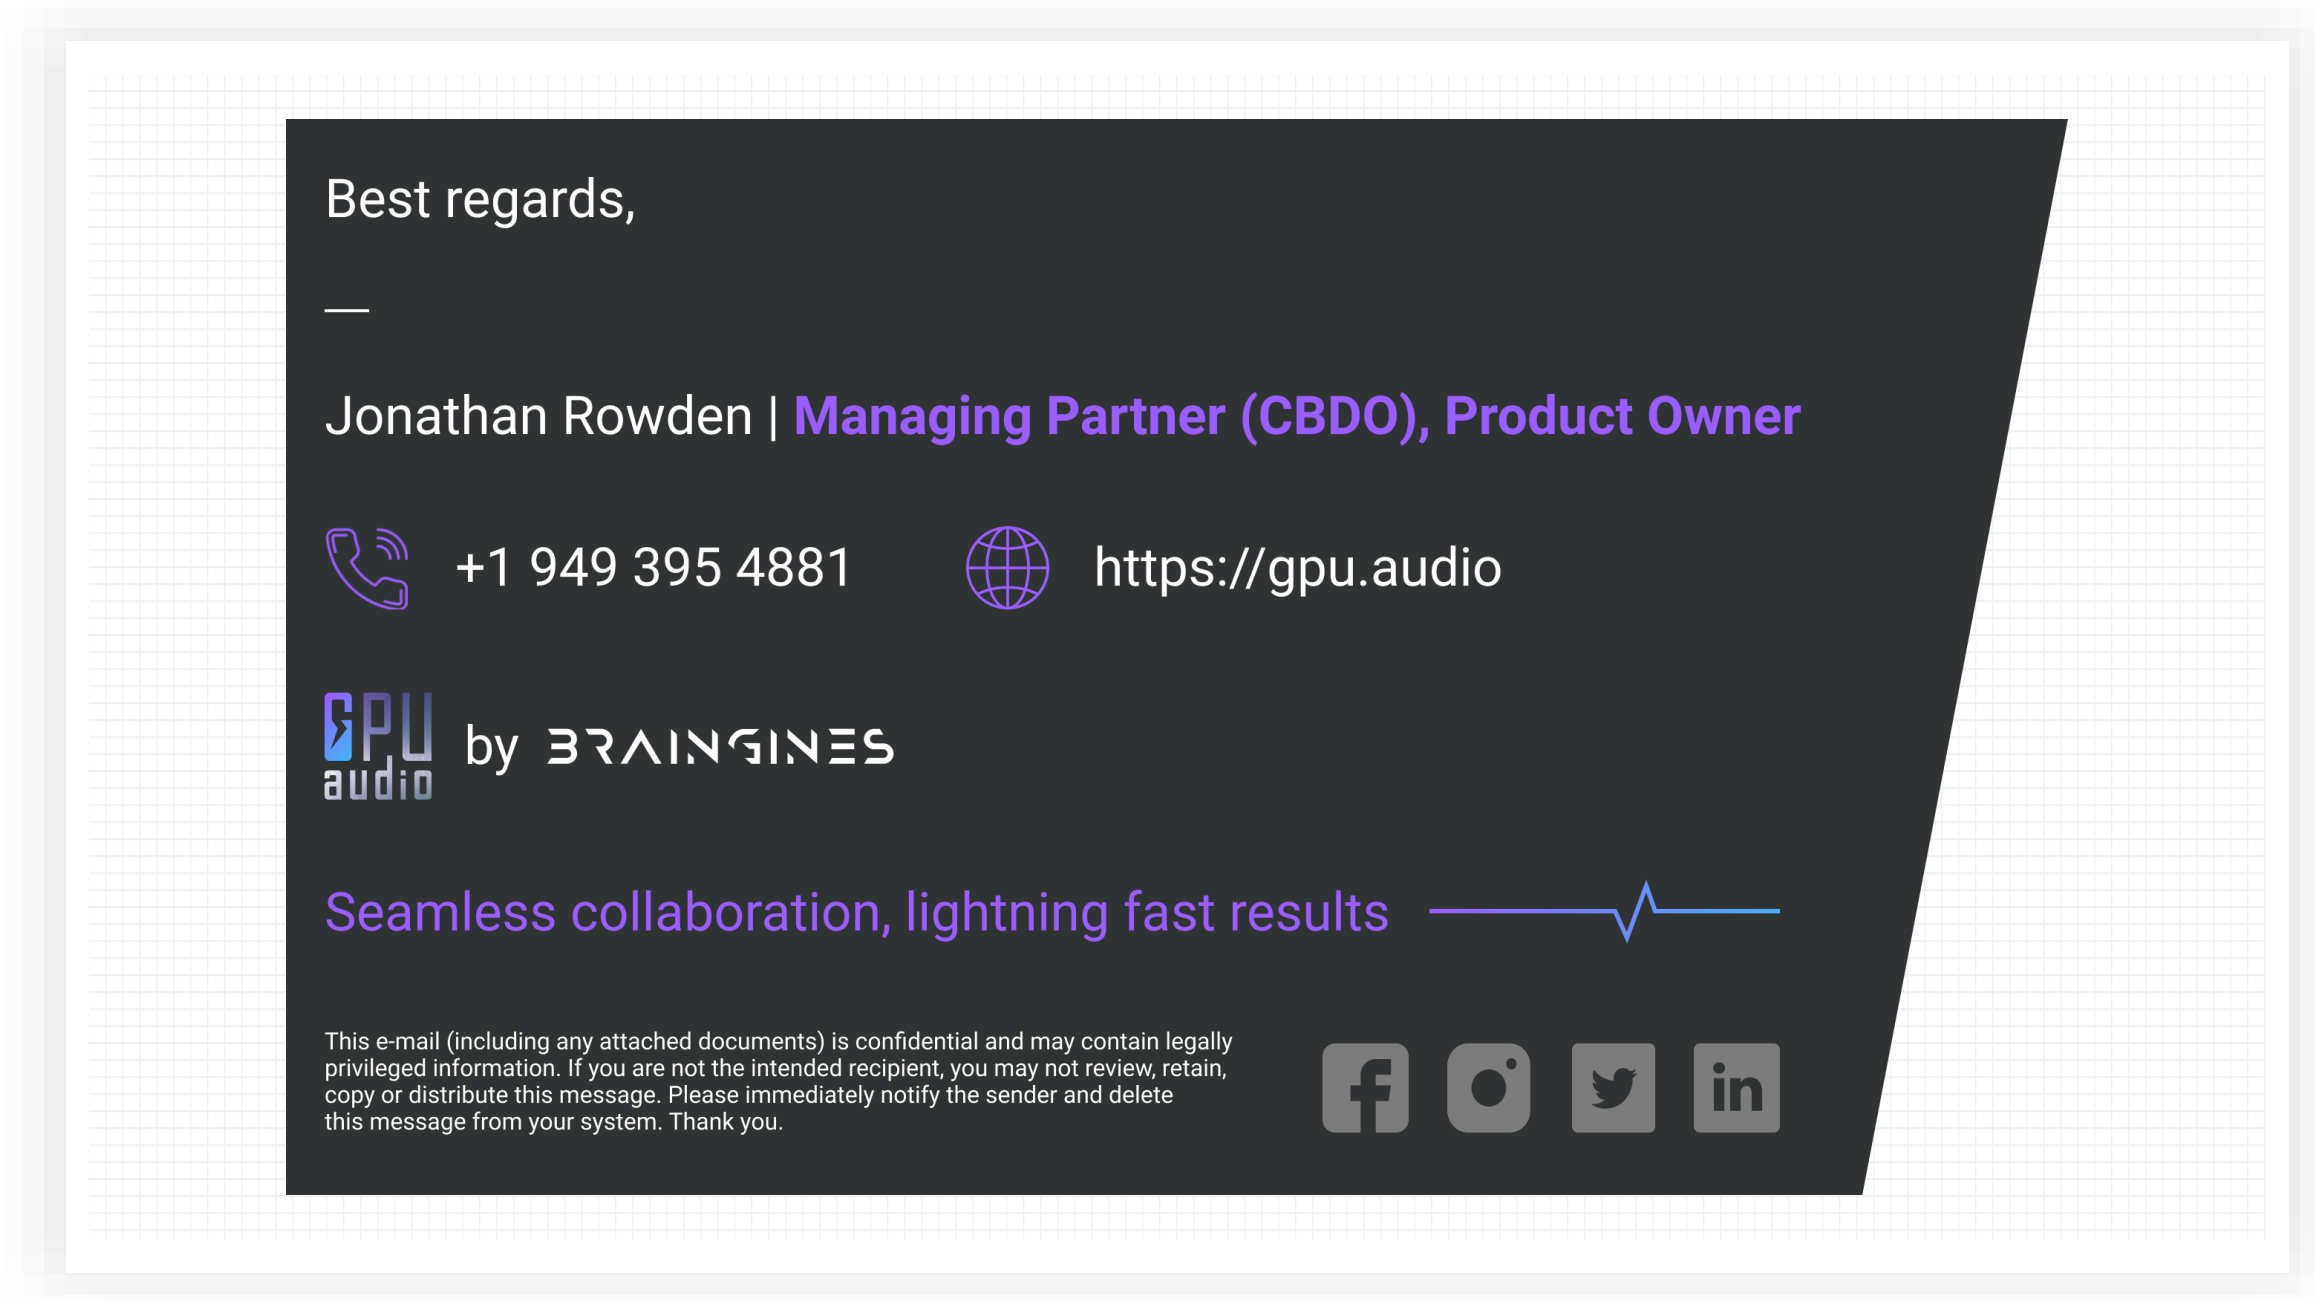 Best regards,
—
Jonathan Rowden | Managing Partner (CBDO), Product Owner
+1 949 395 4881
https://gpu.audio
GPU
audio
by BRAINGINES
Seamless collaboration, lightning fast results
This e-mail (including any attached documents) is confidential and may contain legally
privileged information. If you are not the intended recipient, you may not review, retain,
copy or distribute this message. Please immediately notify the sender and delete
this message from your system. Thank you.
f
in